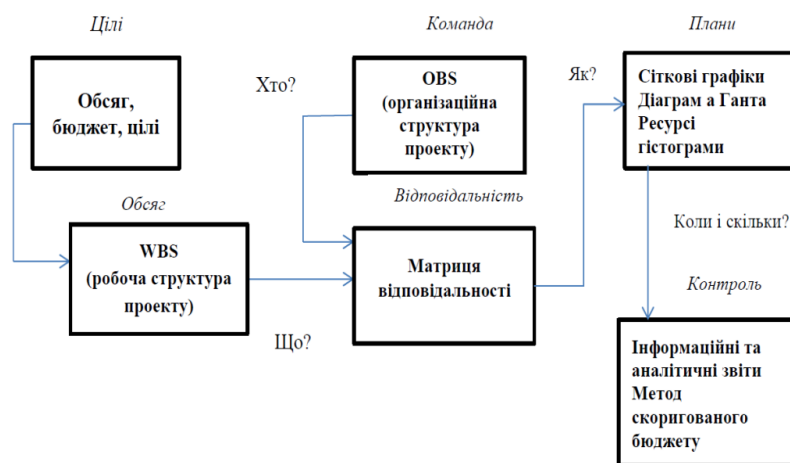 Цілі
Обсяг,
бюджет, цілі
Обсяг
WBS
(робоча структура
проекту)
Хто?
Що?
Команда
OBS
(організаційна
структура
проекту)
Відповідальність
Матриця
відповідальності
Як?
Плани
Сіткові графіки
Діаграм а Ганта
Ресурсі
гістограми
Коли і скільки?
Контроль
Інформаційні та
аналітичні звіти
Метод
скоригованого
бюджету